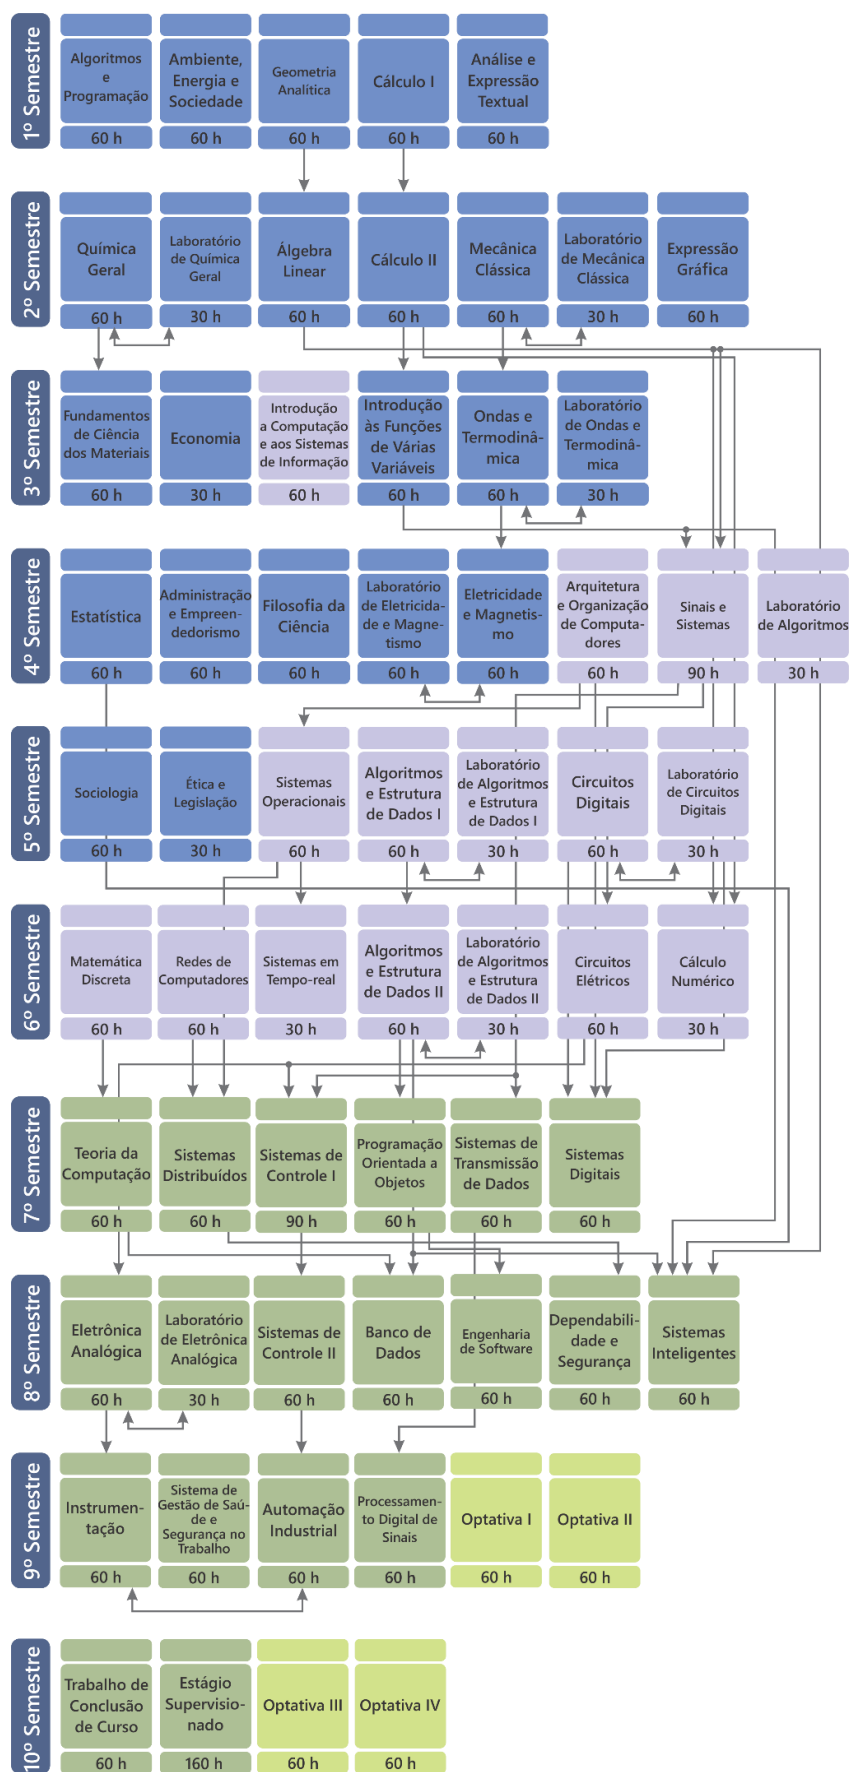 1º Semestre
Algoritmos
e
Programação
60 h
Ambiente,
Energia e
Sociedade
60 h
Geometria
Analítica
60 h
Cálculo I
60 h
Análise e
Expressão
Textual
60 h
2º Semestre
Química
Geral
60 h
Laboratório
de Química
Geral
30 h
Álgebra
Linear
60 h
Cálculo II
60 h
Mecânica
Clássica
60 h
Laboratório
de Mecânica
Clássica
30 h
Expressão
Gráfica
60 h
3º Semestre
Fundamentos
de Ciência
dos Materiais
60 h
Economia
30 h
Introdução
a Computação
e aos Sistemas
de Informação
60 h
Introdução
às Funções
de Várias
Variáveis
60 h
Ondas e
Termodinâ-
mica
60 h
Laboratório
de Ondas e
Termodinâ-
mica
30 h
4º Semestre
Estatística
60 h
Administração
e Empreen-
dedorismo
60 h
Filosofia da
Ciência
60 h
Laboratório
de Eletricida-
de e Magne-
tismo
60 h
Eletricidade
e Magnetis-
mo
60 h
Arquitetura
e Organização
de Computa-
dores
60 h
Sinais e
Sistemas
90 h
Laboratório
de Algoritmos
30 h
5º Semestre
Sociologia
60 h
Ética e
Legislação
30 h
Sistemas
Operacionais
60 h
Algoritmos
e Estrutura
de Dados I
60 h
Laboratório
de Algoritmos
e Estrutura
de Dados I
30 h
Circuitos
Digitais
60 h
Laboratório
de Circuitos
Digitais
30 h
6º Semestre
Matemática
Discreta
60 h
Redes de
Computadores
60 h
Sistemas em
Tempo-real
30 h
Algoritmos
e Estrutura
de Dados II
60 h
Laboratório
de Algoritmos
e Estrutura
de Dados II
30 h
Circuitos
Elétricos
60 h
Cálculo
Numérico
30 h
7º Semestre
Teoria da
Computação
60 h
Sistemas
Distribuídos
60 h
Sistemas de
Controle I
90 h
Programação
Orientada a
Objetos
60 h
Sistemas de
Transmissão
de Dados
60 h
Sistemas
Digitais
60 h
8º Semestre
Eletrônica
Analógica
60 h
Laboratório
de Eletrônica
Analógica
30 h
Sistemas de
Controle II
60 h
Banco de
Dados
60 h
Engenharia
de Software
60 h
Dependabili-
dade e
Segurança
60 h
Sistemas
Inteligentes
60 h
9º Semestre
Instrumen-
tação
60 h
Sistema de
Gestão de Saú-
de e
Segurança no
Trabalho
60 h
Automação
Industrial
60 h
Processamen-
to Digital de
Sinais
60 h
Optativa I
60 h
Optativa II
60 h
10º Semestre
Trabalho de
Conclusão
de Curso
60 h
Estágio
Supervisio-
nado
160 h
Optativa III
60 h
Optativa IV
60 h